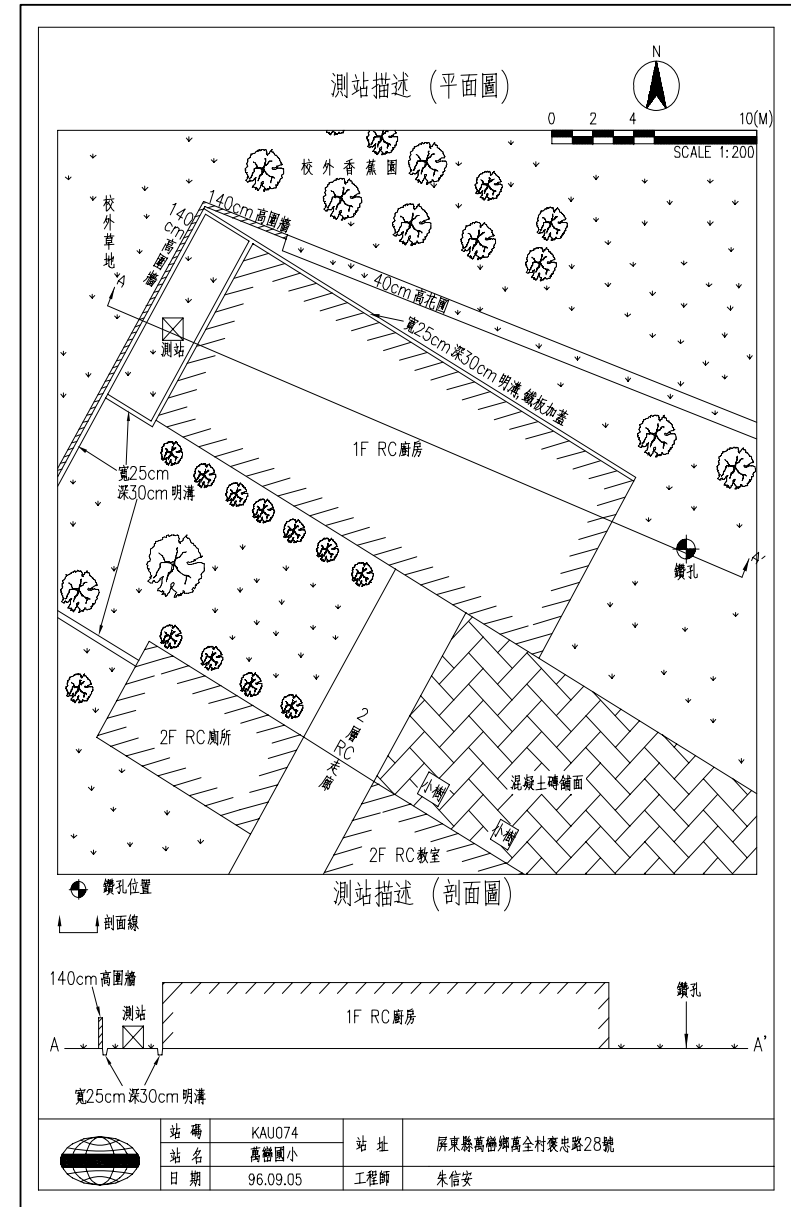 測站描述 (平面圖)
N
0 2 4 10(M)
SCALE 1:200
校外香蕉園
140cm高圍牆
140cm高圍牆
校外草地
A
測站
40cm高花圃
寬25cm深30cm明溝,鐵板加蓋
1F RC廚房
寬25cm
深30cm明溝
鑽孔
A'
2F RC廁所
2層RC走廊
小樹
小樹
混凝土磚舖面
2F RC教室
鑽孔位置
剖面線
測站描述 (剖面圖)
140cm高圍牆
測站
1F RC廚房
鑽孔
A
A'
寬25cm深30cm明溝
站碼 KAU074
站名 萬巒國小
日期 96.09.05
站址 屏東縣萬巒鄉萬全村褒忠路28號
工程師 朱信安